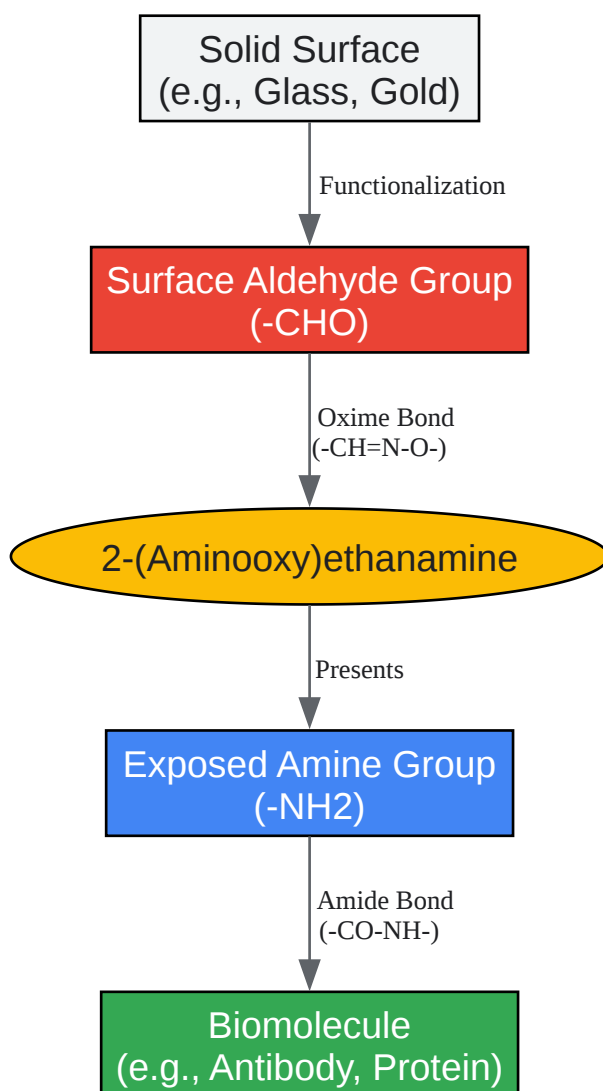 Solid Surface
(e.g., Glass, Gold)
Functionalization
Surface Aldehyde Group
(-CHO)
Oxime Bond
(-CH=N-O-)
2-(Aminooxy)ethanamine
Presents
Exposed Amine Group
(-NH2)
Amide Bond
(-CO-NH-)
Biomolecule
(e.g., Antibody, Protein)